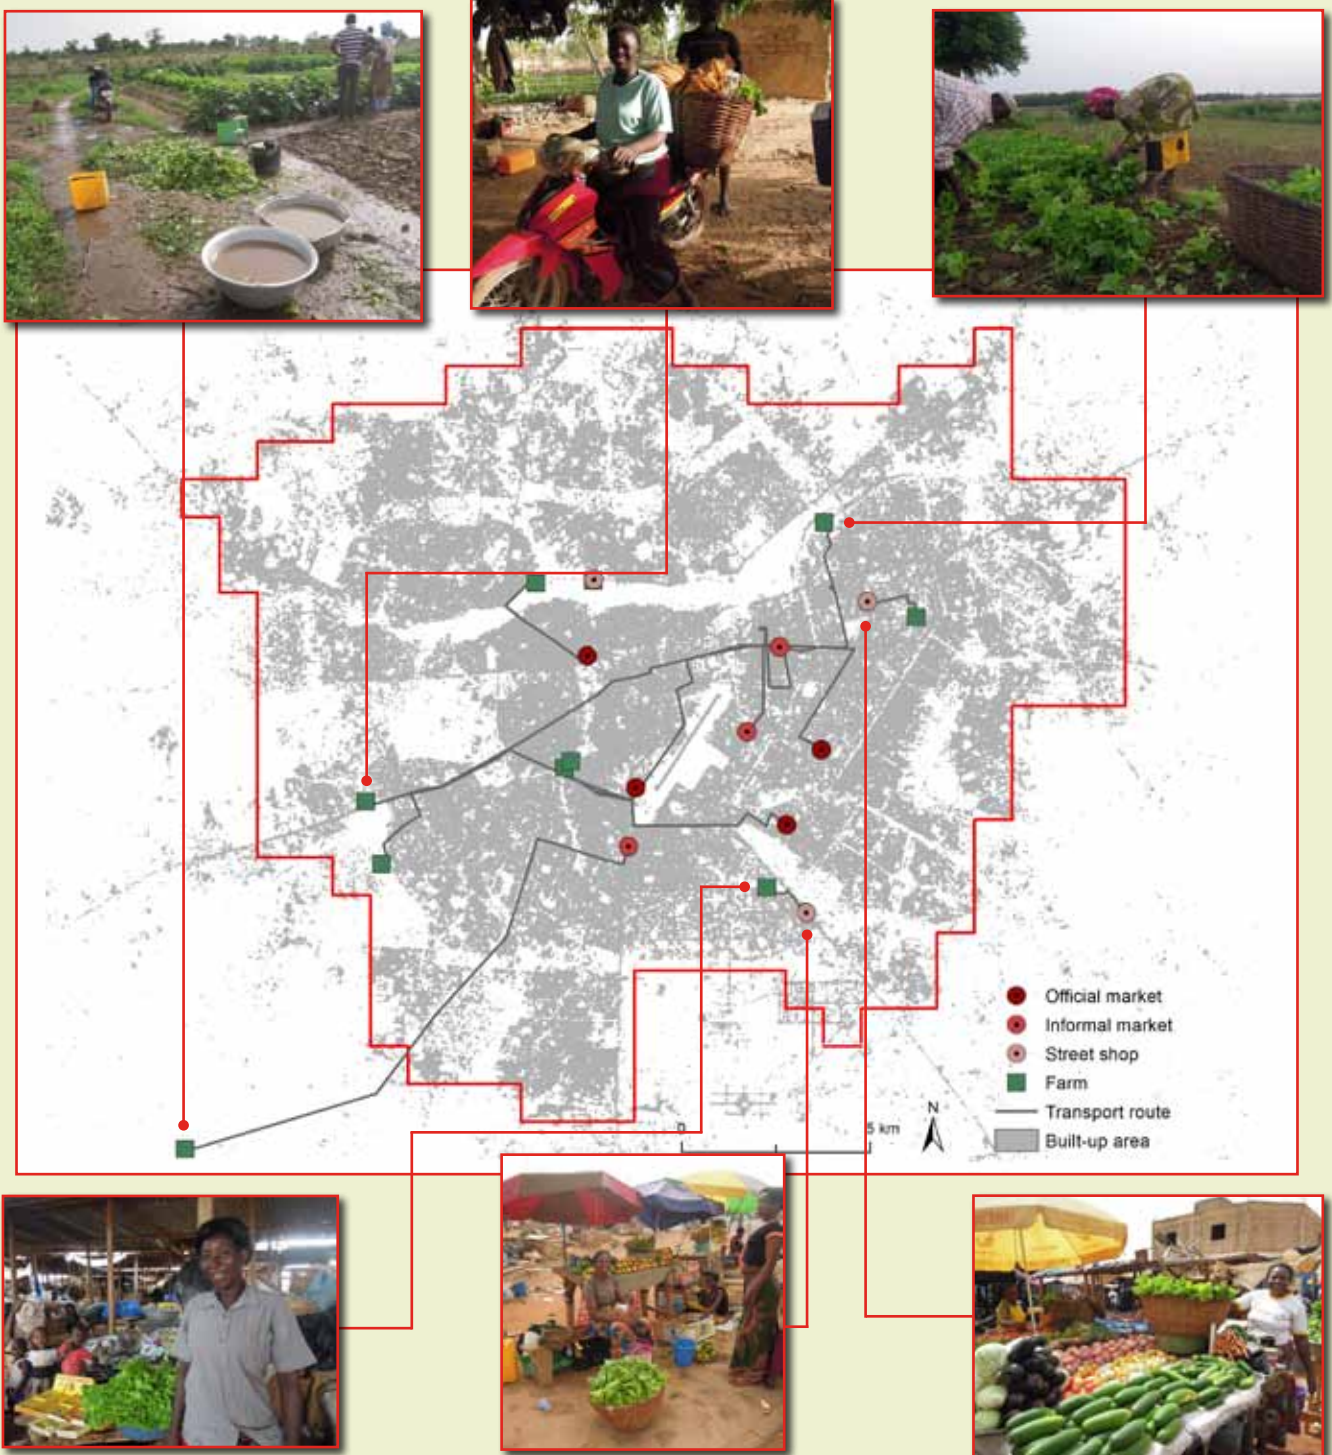 Official market
Informal market
Street shop
Farm
N
0 5 km
Transport route
Built-up area